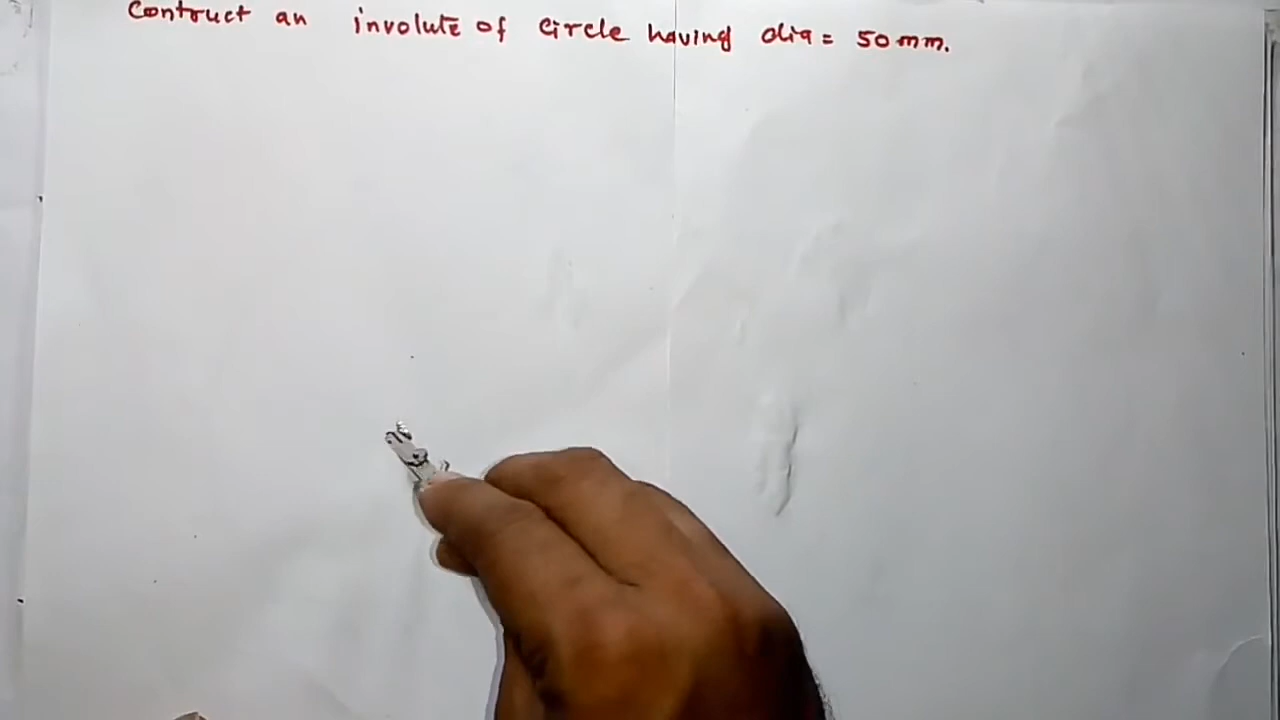 Contruct an involute of circle having dia = 50 mm.